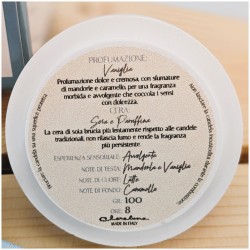 PROFUMAZIONE:
Vaniglia
Profumazione dolce e cremosa, con sfumature
di mandorle e caramello, per una fragranza
morbida e avvolgente che coccola i sensi
con dolcezza.
CERA:
Soia e Paraffina
La cera di soia brucia più lentamente rispetto alle candele
tradizionali, non rilascia fumo e rende la fragranza
più persistente.
ESPERIENZA SENSORIALE: Avvolgente
NOTE DI TESTA: Mandorla e Vaniglia
NOTE DI CUORE: Latte
NOTE DI FONDO: Caramello
GR.: 100
ORE: 8
MADE IN ITALY